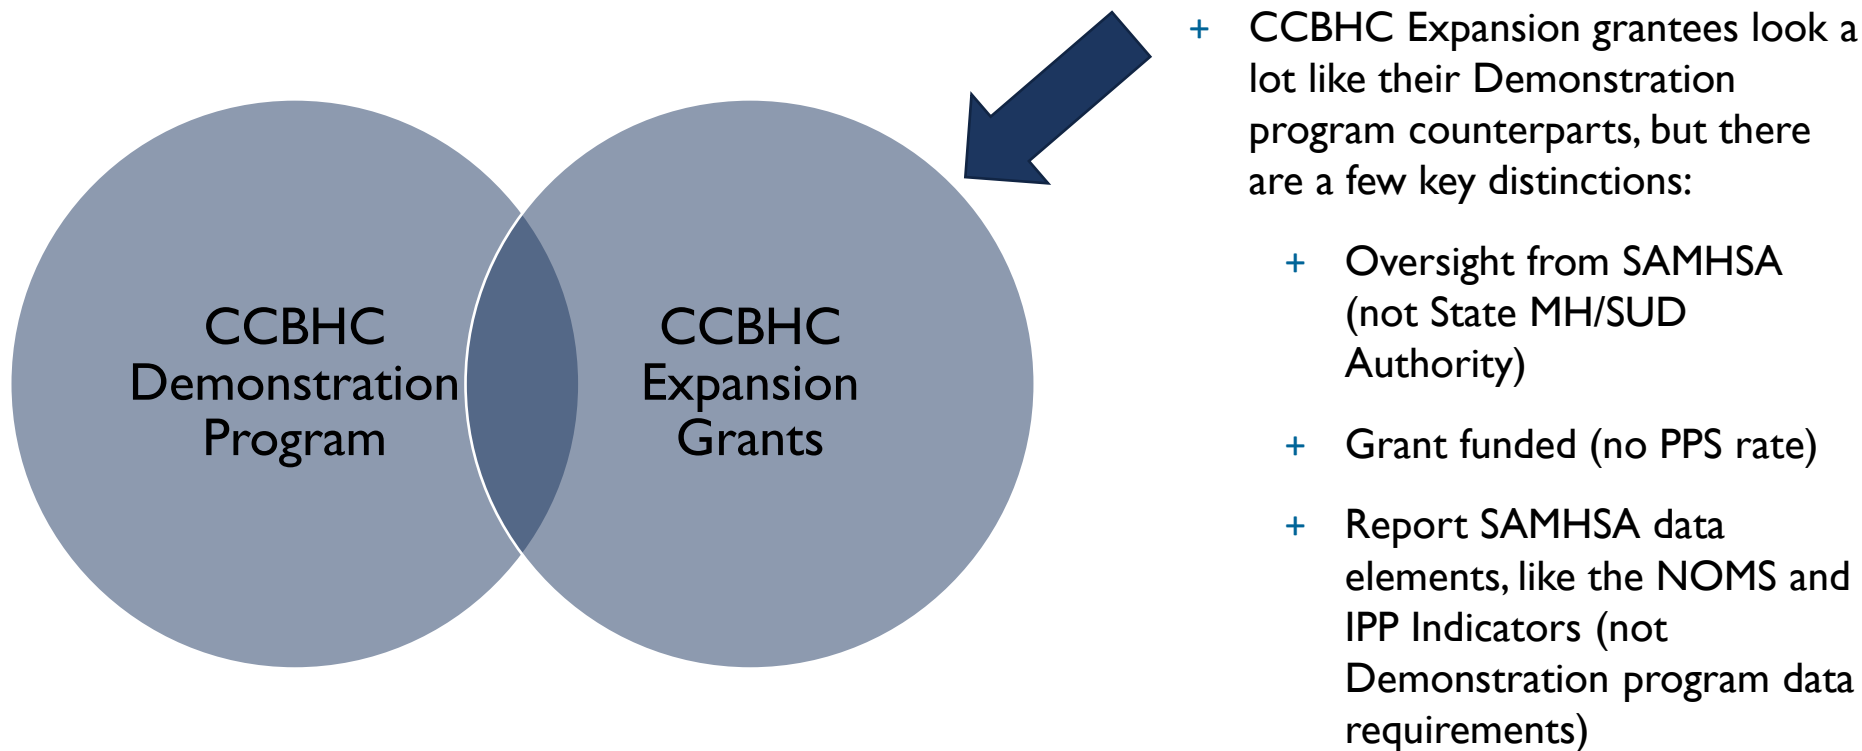 CCBHC
Demonstration
Program
CCBHC
Expansion
Grants
+ CCBHC Expansion grantees look a
lot like their Demonstration
program counterparts, but there
are a few key distinctions:
+ Oversight from SAMHSA
(not State MH/SUD
Authority)
+ Grant funded (no PPS rate)
+ Report SAMHSA data
elements, like the NOMS and
IPP Indicators (not
Demonstration program data
requirements)